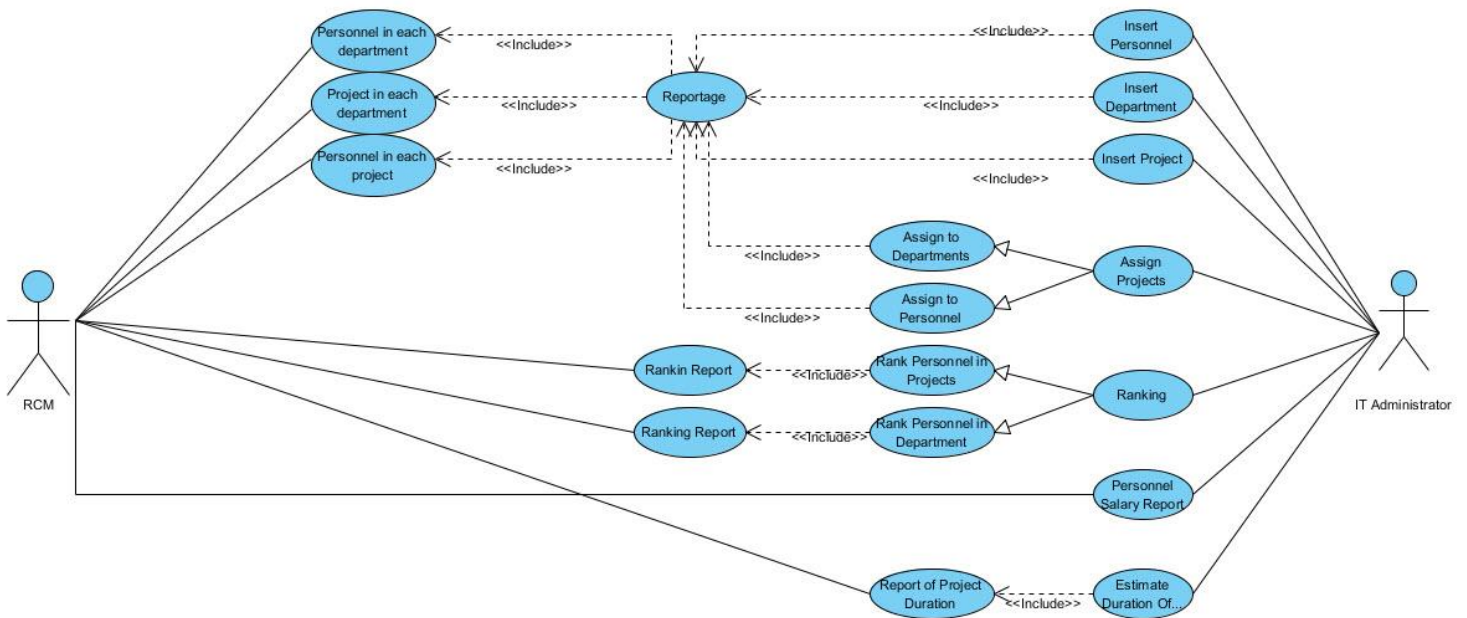 Personnel in each
department
<<Include>>
<<Include>>
Insert
Personnel
Project in each
department
<<Include>>
Reportage
<<Include>>
Insert
Department
Personnel in each
project
<<Include>>
<<Include>>
Insert Project
Assign to
Departments
<<Include>>
Assign
Projects
Assign to
Personnel
<<Include>>
RCM
Rankin Report
<<Include>>
Rank Personnel in
Projects
Ranking
IT Administrator
Ranking Report
<<Include>>
Rank Personnel in
Department
Personnel
Salary Report
Report of Project
Duration
<<Include>>
Estimate
Duration Of...